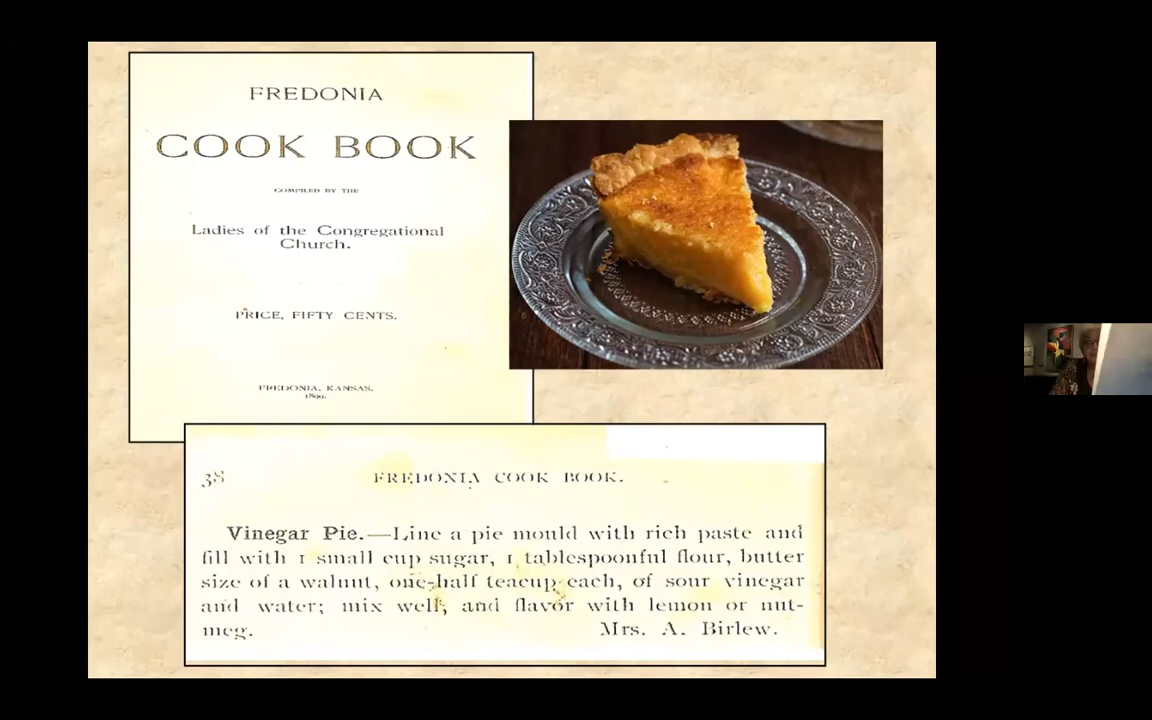 FREDONIA
COOK BOOK
COMPILED BY THE
Ladies of the Congregational
Church.
PRICE, FIFTY CENTS.
FREDONIA, KANSAS.
1899.
38 FREDONIA COOK BOOK.
Vinegar Pie.—Line a pie mould with rich paste and
fill with 1 small cup sugar, 1 tablespoonful flour, butter
size of a walnut, one-half teacup each, of sour vinegar
and water; mix well, and flavor with lemon or nut-
meg. Mrs. A. Birlew.